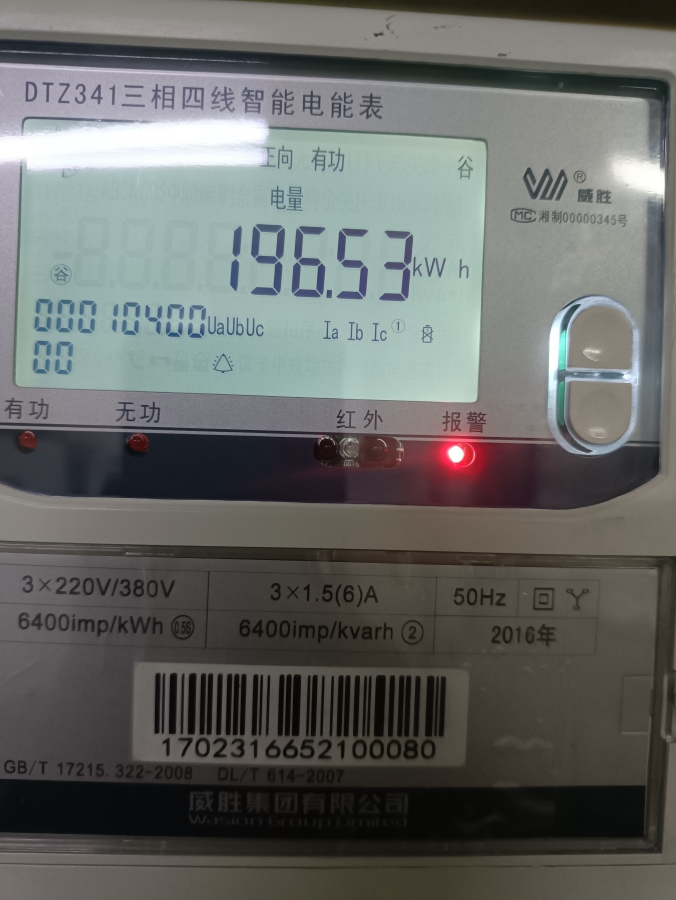 DTZ341三相四线智能电能表
正向 有功 谷
电量
196.53 kWh
谷
00010400 UaUbUc Ia Ib Ic ①
00
威胜®
MC 湘制00000345号
有功 无功 红外 报警
3×220V/380V 3×1.5(6)A 50Hz
6400imp/kWh 0.5S 6400imp/kvarh ② 2016年
1702316652100080
GB/T 17215.322-2008 DL/T 614-2007
威胜集团有限公司
Wasion Group Limited